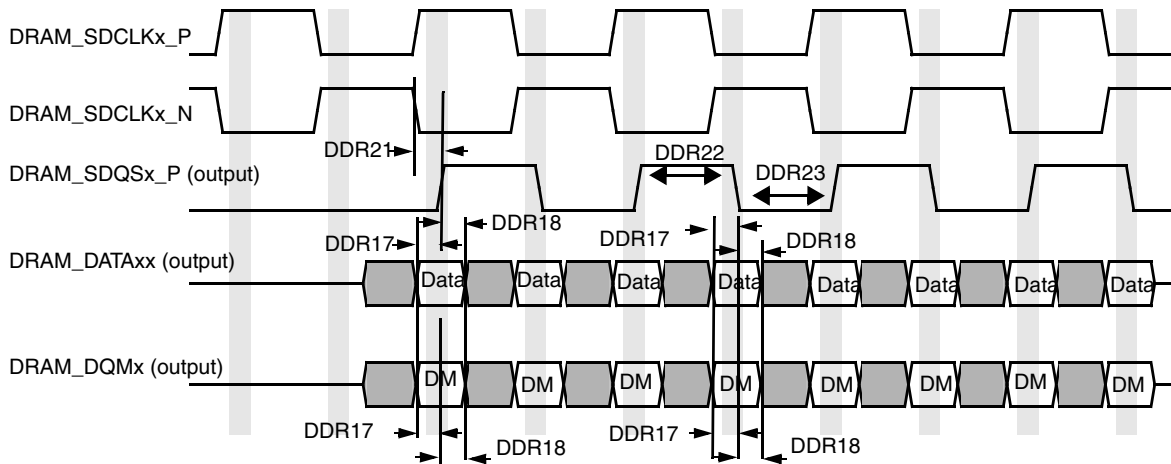 DRAM_SDCLKx_P
DRAM_SDCLKx_N
DDR21
DDR22
DRAM_SDQSx_P (output)
DDR23
DDR18
DDR17
DDR17
DDR18
DRAM_DATAxx (output)
Data Data Data Data Data Data Data Data
DRAM_DQMx (output)
DM DM DM DM DM DM DM DM
DDR17
DDR18
DDR17
DDR18